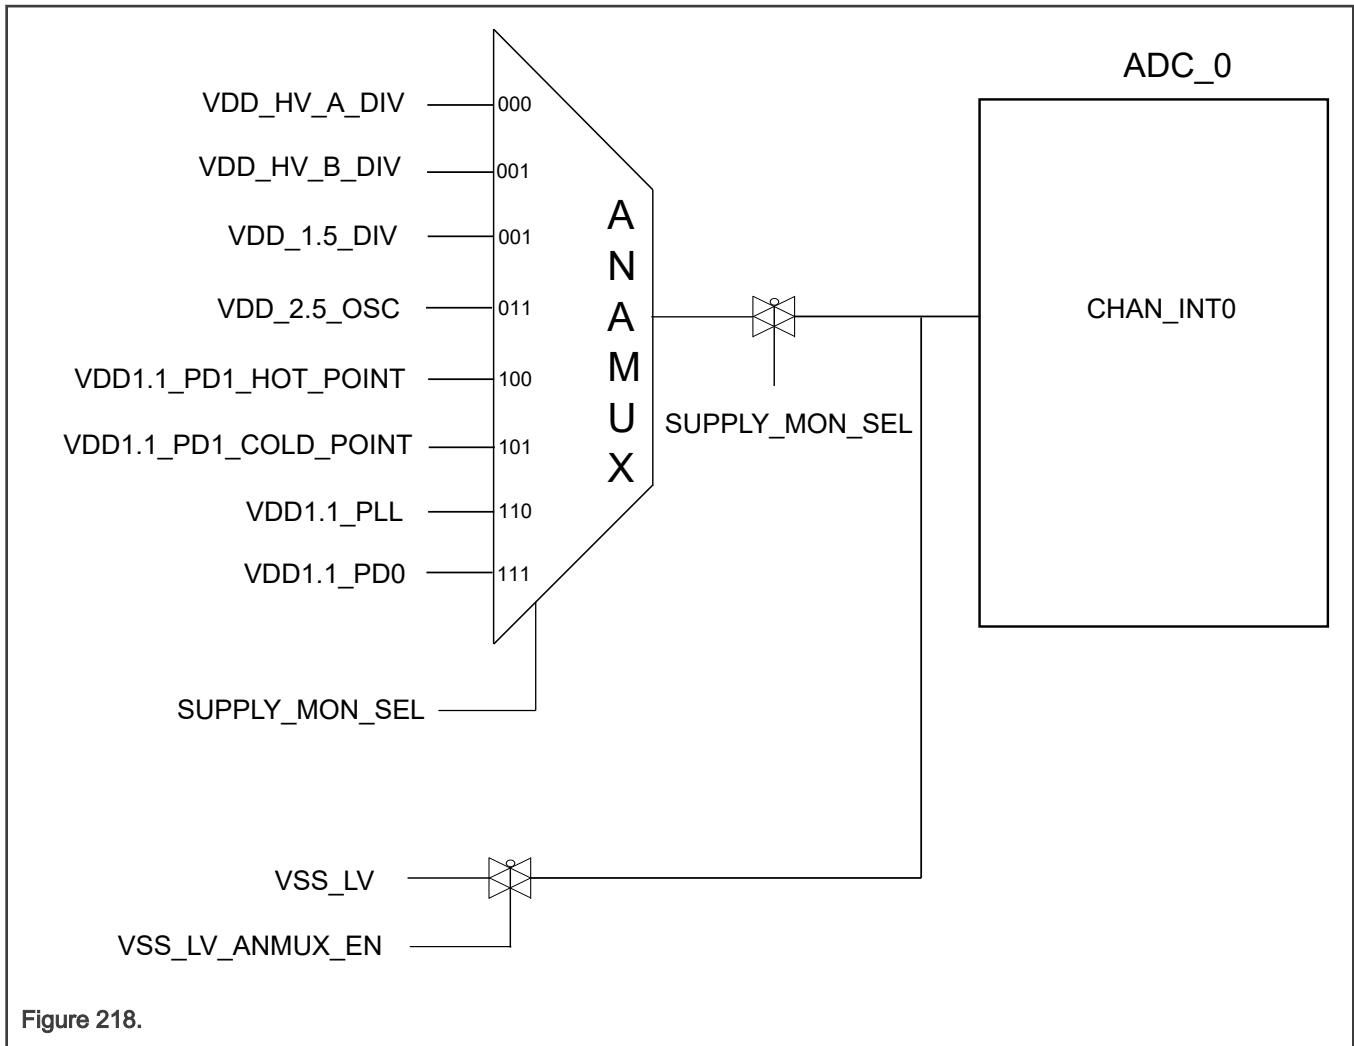 ADC_0
VDD_HV_A_DIV 000
VDD_HV_B_DIV 001
VDD_1.5_DIV 001
VDD_2.5_OSC 011
VDD1.1_PD1_HOT_POINT 100
VDD1.1_PD1_COLD_POINT 101
VDD1.1_PLL 110
VDD1.1_PD0 111
A
N
A
M
U
X
CHAN_INT0
SUPPLY_MON_SEL
SUPPLY_MON_SEL
VSS_LV
VSS_LV_ANMUX_EN
Figure 218.